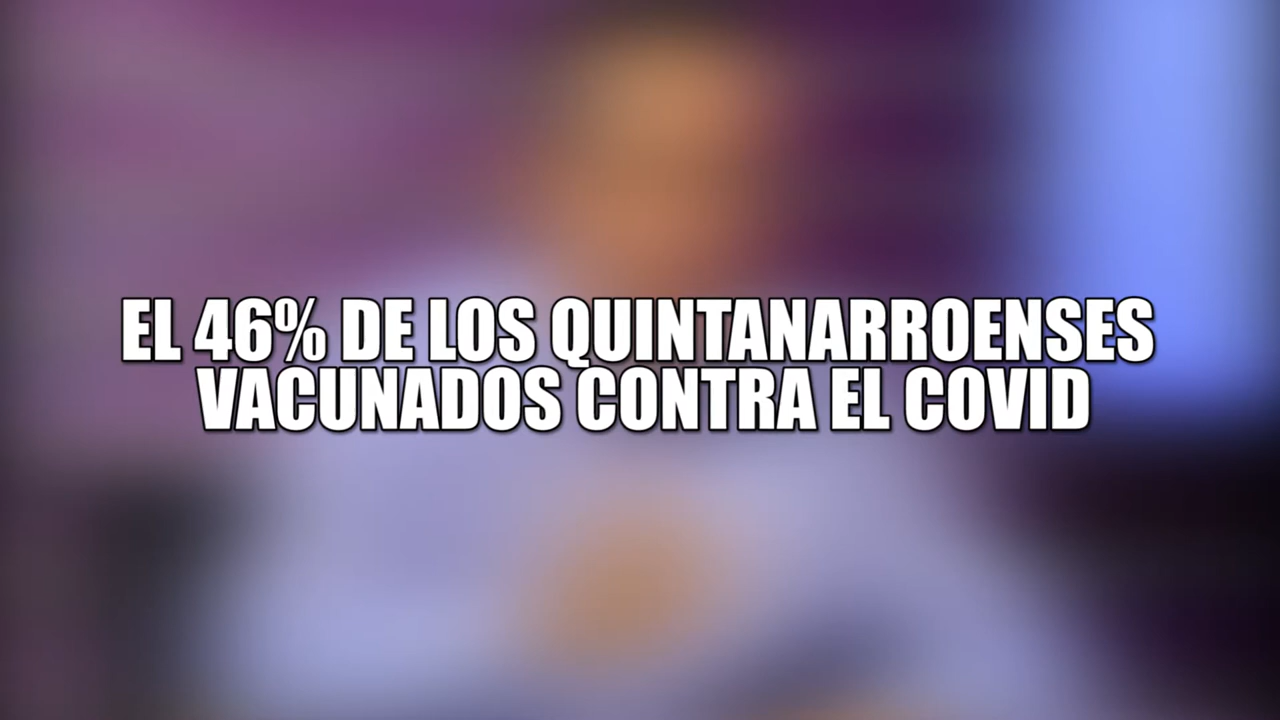 EL 46% DE LOS QUINTANARROENSES
VACUNADOS CONTRA EL COVID